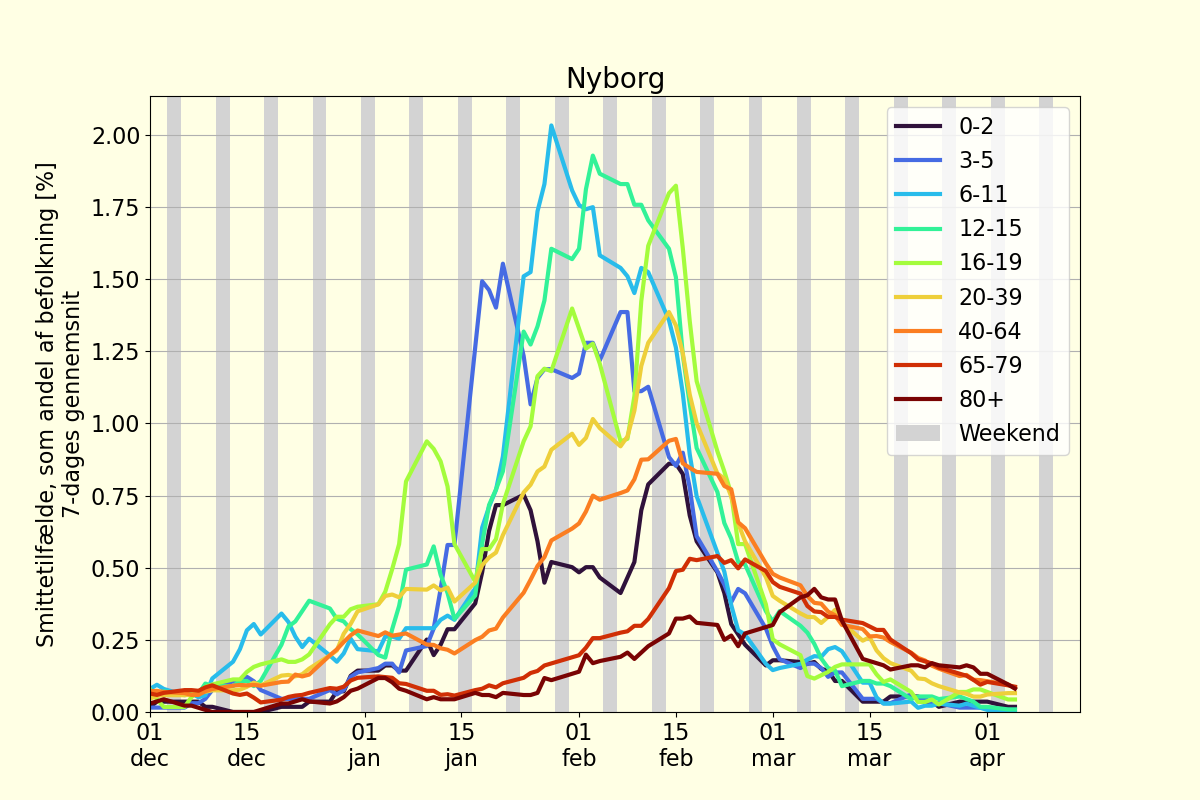 Nyborg
Smittetilfælde, som andel af befolkning [%]
7-dages gennemsnit
2.00
1.75
1.50
1.25
1.00
0.75
0.50
0.25
0.00
01 dec
15 dec
01 jan
15 jan
01 feb
15 feb
01 mar
15 mar
01 apr
0-2
3-5
6-11
12-15
16-19
20-39
40-64
65-79
80+
Weekend